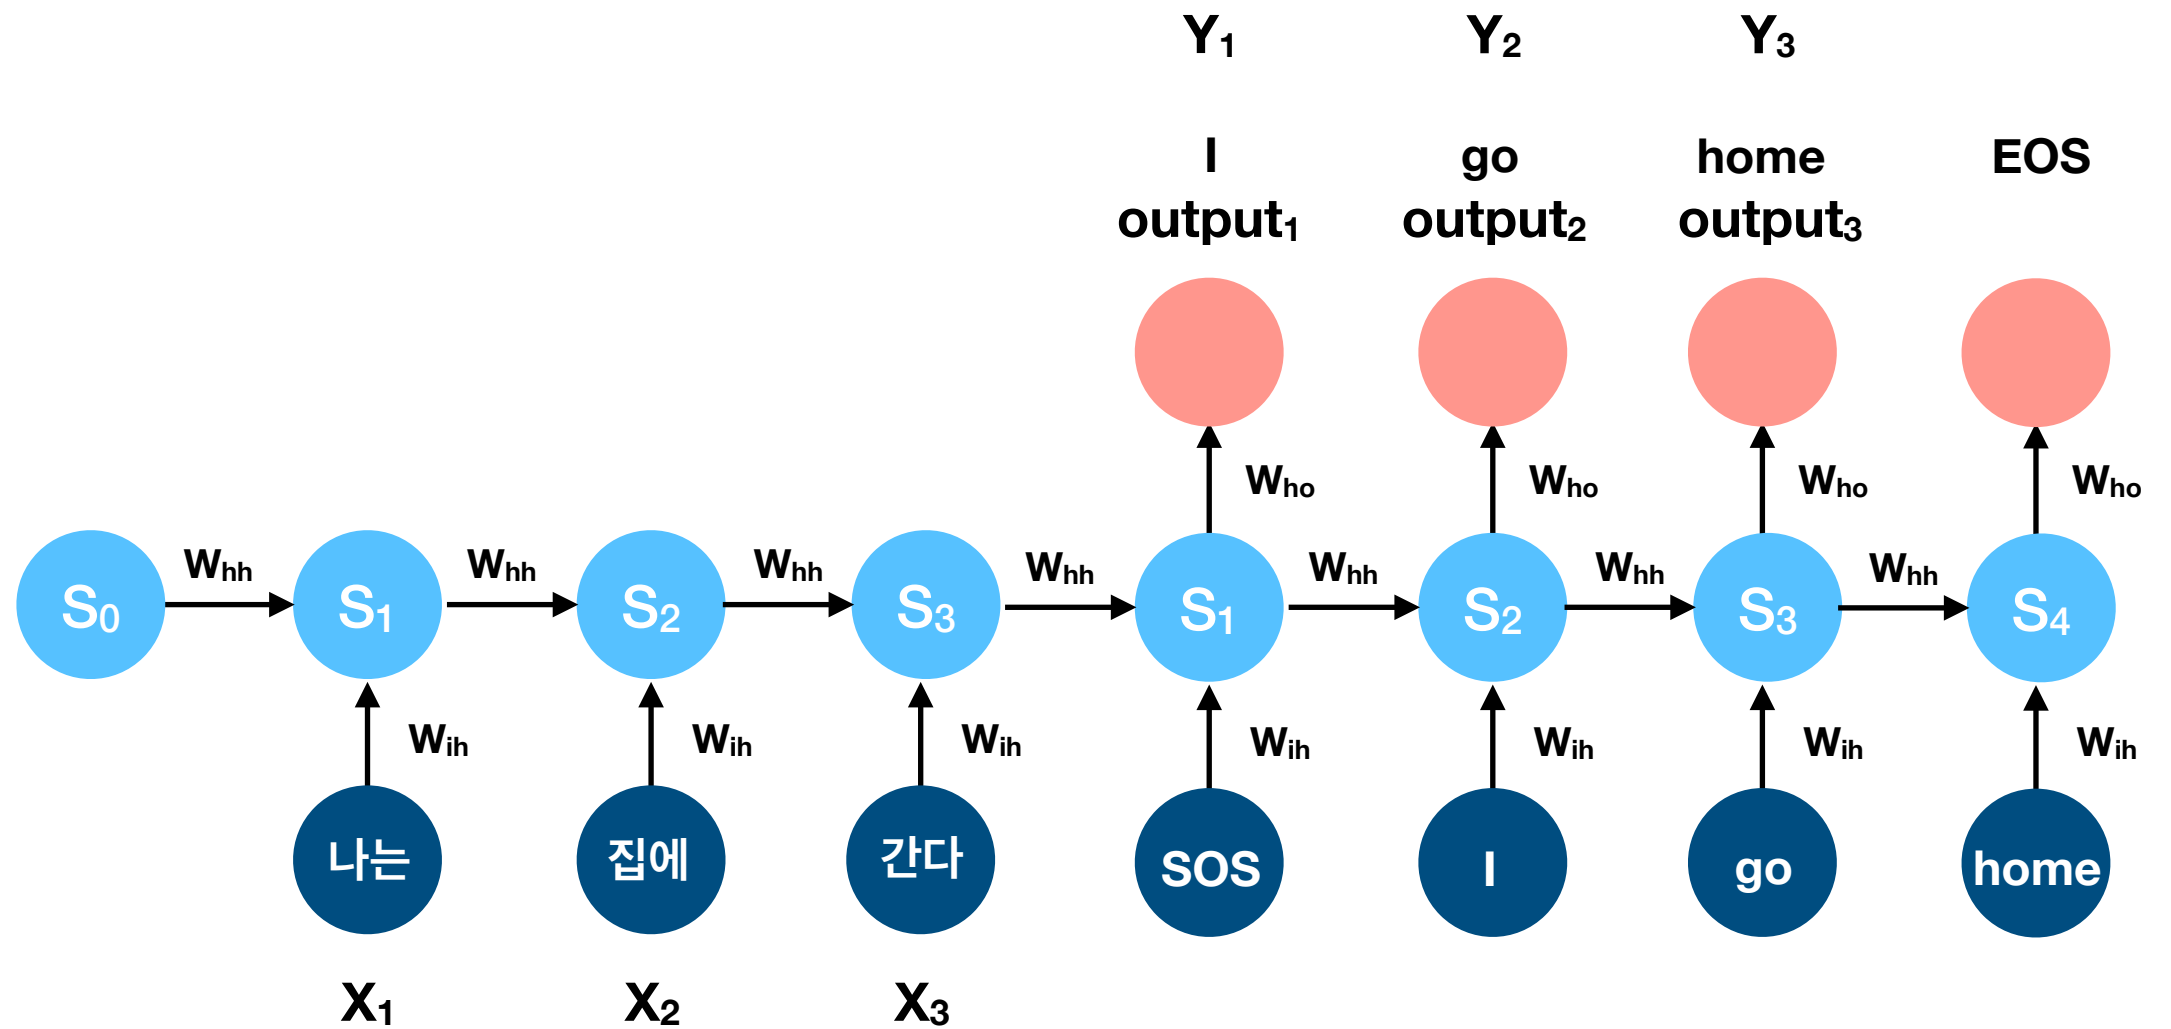 Y₁ Y₂ Y₃
I go home EOS
output₁ output₂ output₃
Who Who Who Who
Whh Whh Whh Whh Whh Whh Whh
S₀ S₁ S₂ S₃ S₁ S₂ S₃ S₄
Wih Wih Wih Wih Wih Wih Wih
나는 집에 간다 SOS I go home
X₁ X₂ X₃